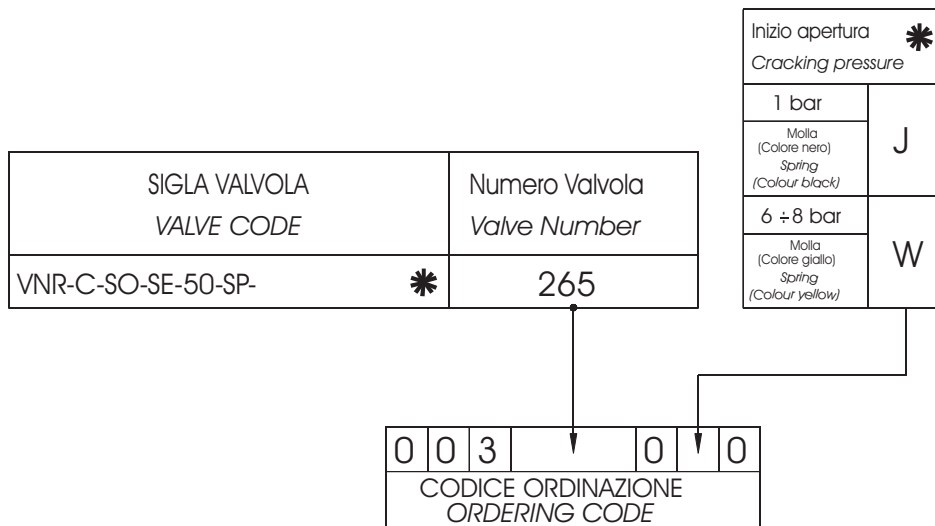 Inizio apertura ✱
Cracking pressure
1 bar
Molla
(Colore nero)
Spring
(Colour black)
J
6 ÷8 bar
Molla
(Colore giallo)
Spring
(Colour yellow)
W
SIGLA VALVOLA
VALVE CODE
Numero Valvola
Valve Number
VNR-C-SO-SE-50-SP- ✱
265
0 0 3 0 0
CODICE ORDINAZIONE
ORDERING CODE